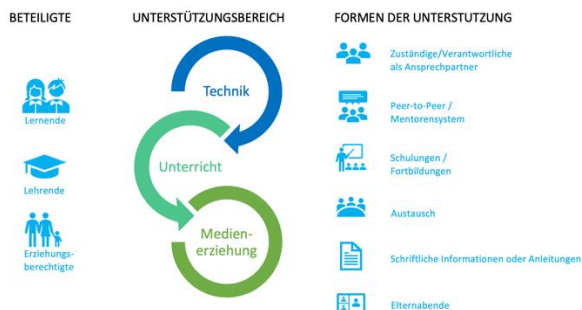 BETEILIGTE
UNTERSTÜTZUNGSBEREICH
FORMEN DER UNTERSTUTZUNG
Lernende
Lehrende
Erziehungs-
berechtigte
Technik
Unterricht
Medien-
erziehung
Zuständige/Verantwortliche
als Ansprechpartner
Peer-to-Peer /
Mentorensystem
Schulungen /
Fortbildungen
Austausch
Schriftliche Informationen oder Anleitungen
Elternabende